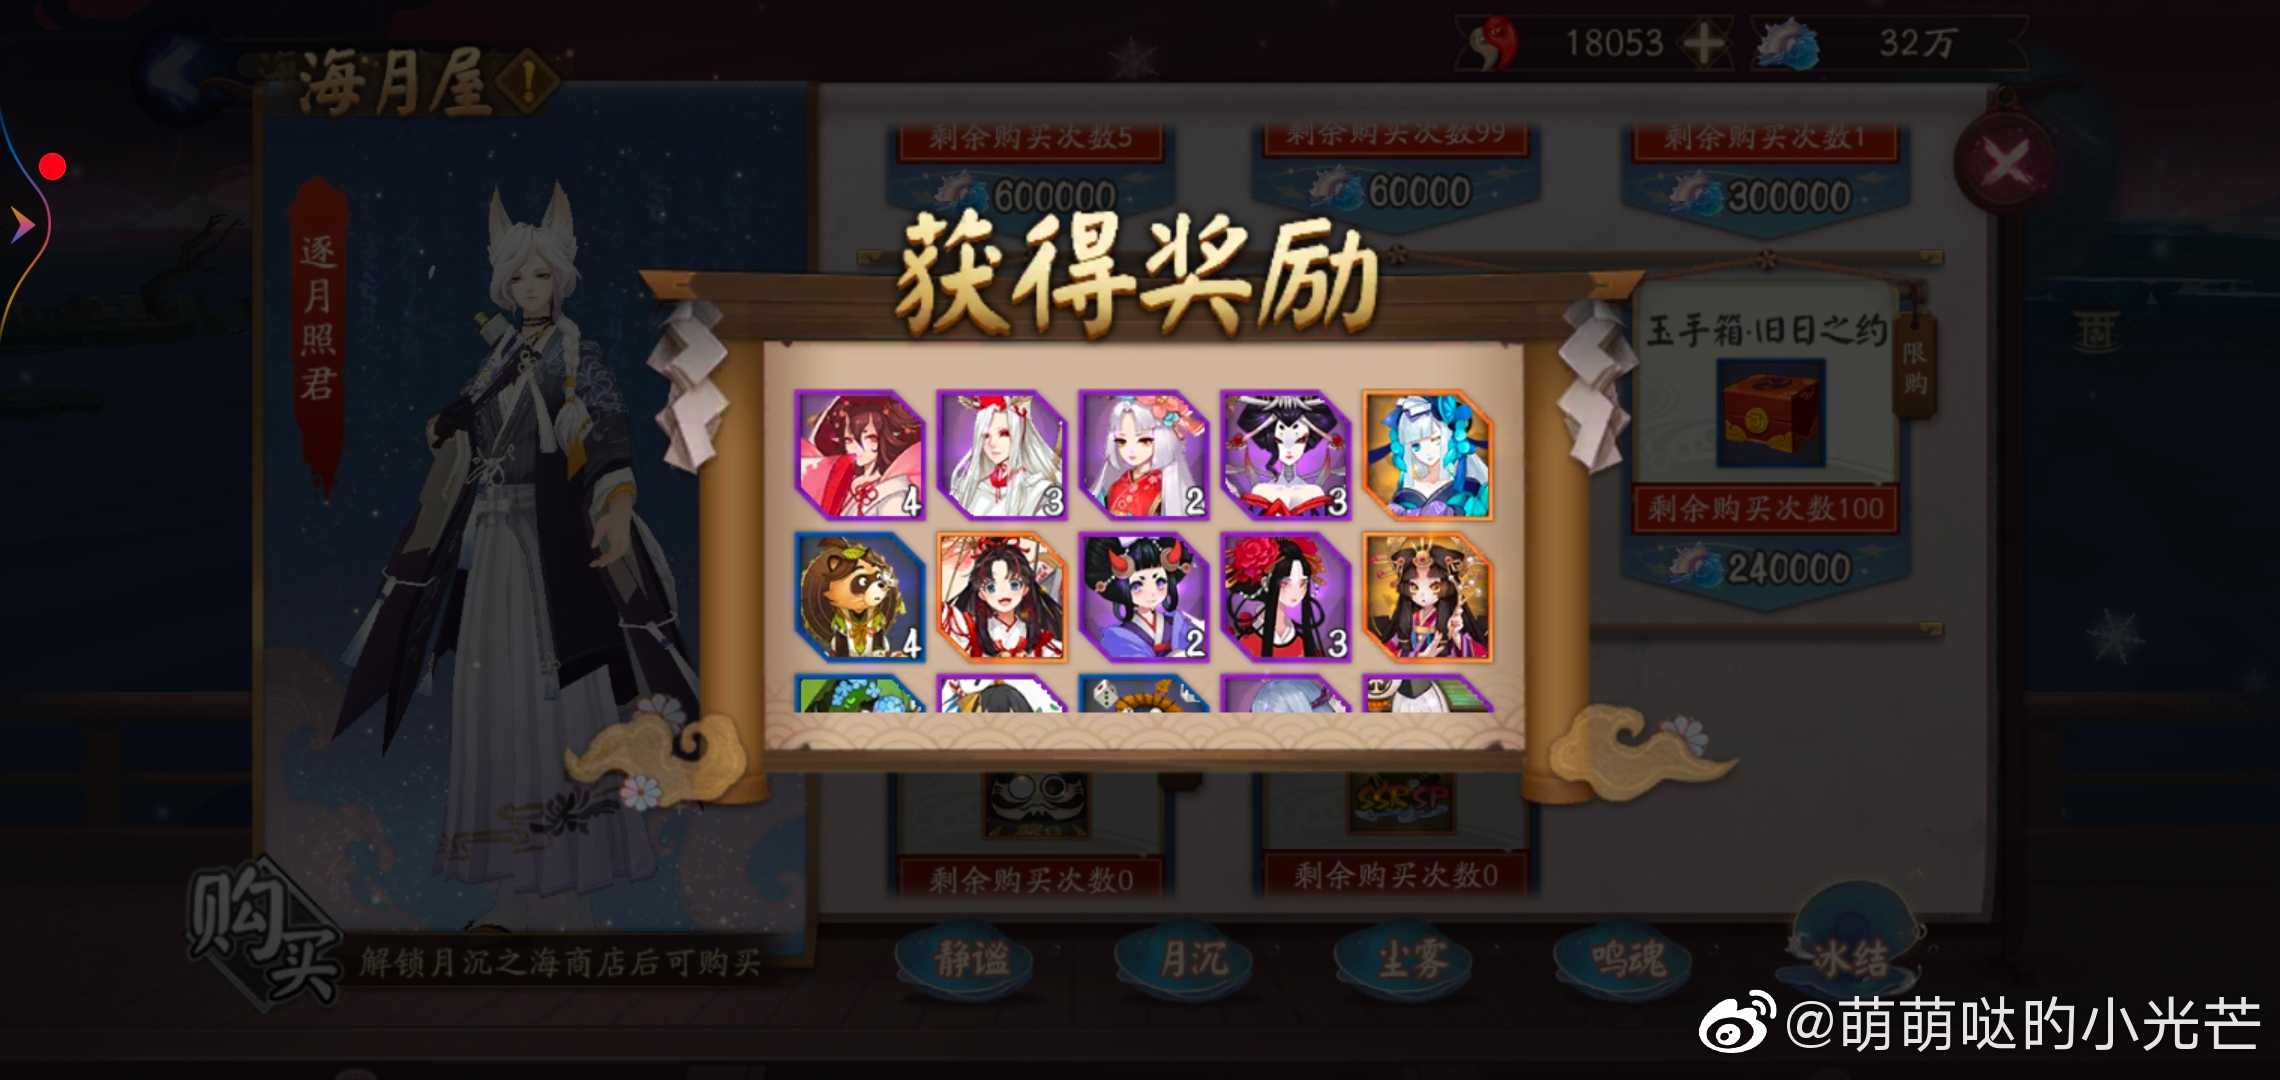 海月屋
18053
32万
剩余购买次数5
剩余购买次数99
剩余购买次数1
600000
60000
300000
逐月照君
获得奖励
玉手箱·旧日之约
限购
4
3
2
3
剩余购买次数100
240000
4
2
3
SSR SP
剩余购买次数0
剩余购买次数0
购买
解锁月沉之海商店后可购买
静谧
月沉
尘雾
鸣魂
冰结
@萌萌哒旳小光芒